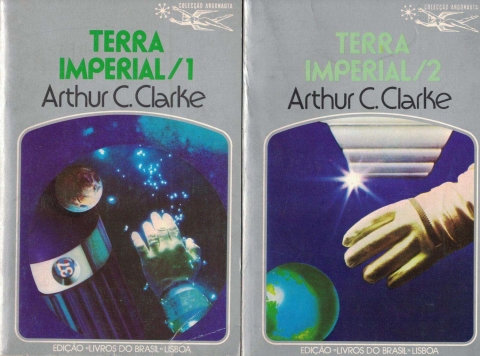 COLECÇÃO ARGONAUTA
TERRA
IMPERIAL/1
Arthur C. Clarke
EDIÇÃO•LIVROS DO BRASIL•LISBOA
COLECÇÃO ARGONAUTA
TERRA
IMPERIAL/2
Arthur C. Clarke
EDIÇÃO•LIVROS DO BRASIL•LISBOA